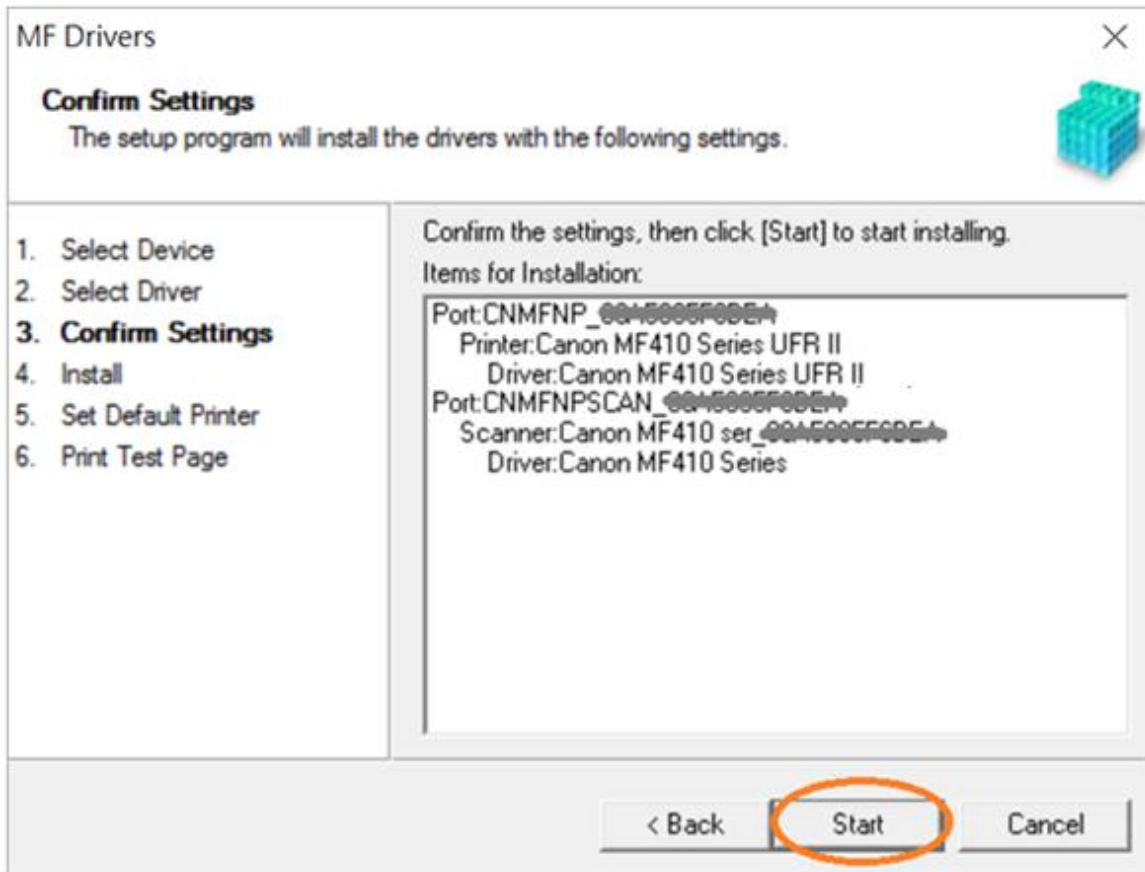 MF Drivers
Confirm Settings
The setup program will install the drivers with the following settings.
1. Select Device
2. Select Driver
3. Confirm Settings
4. Install
5. Set Default Printer
6. Print Test Page
Confirm the settings, then click [Start] to start installing.
Items for Installation:
Port:CNMFNP_
Printer:Canon MF410 Series UFR II
Driver:Canon MF410 Series UFR II
Port:CNMFNPSCAN_
Scanner:Canon MF410 ser_
Driver:Canon MF410 Series
< Back
Start
Cancel